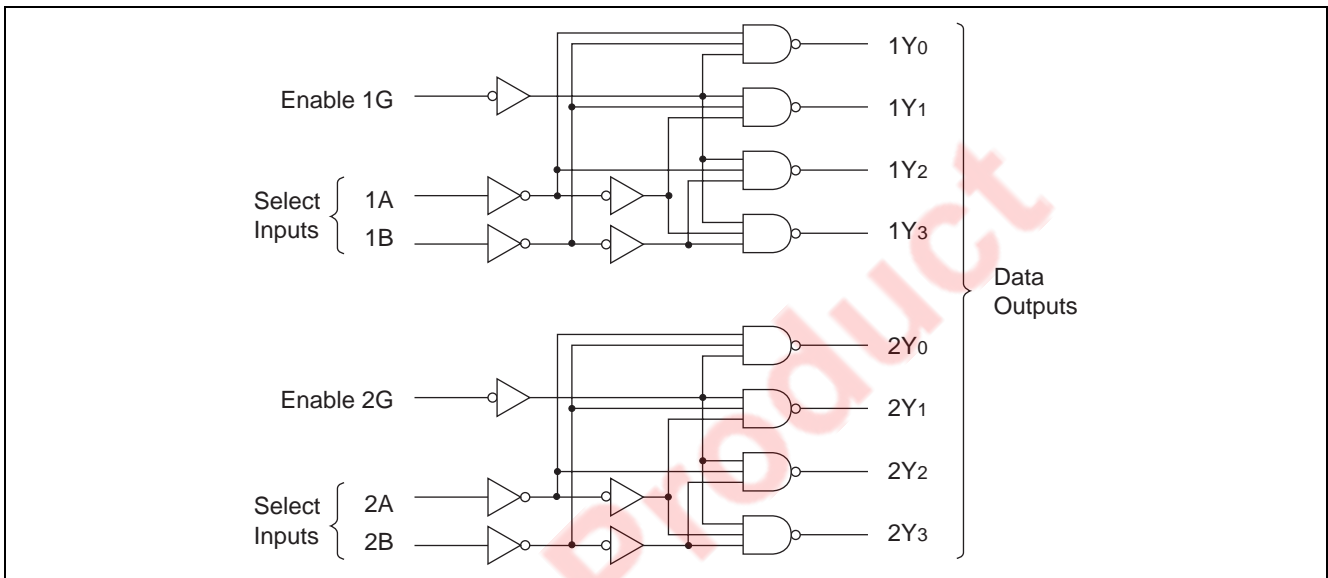 1Y0
Enable 1G
1Y1
Select
Inputs
1A
1B
1Y2
1Y3
Data
Outputs
2Y0
Enable 2G
2Y1
Select
Inputs
2A
2B
2Y2
2Y3
Product